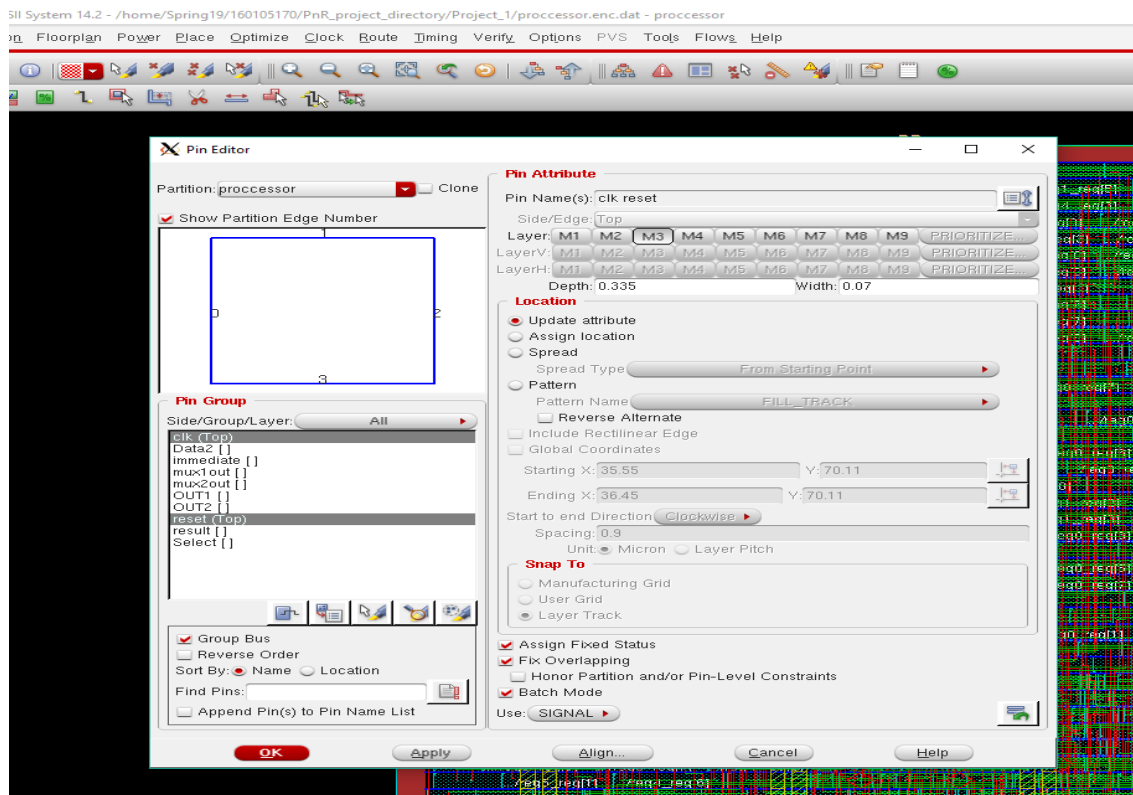 SII System 14.2 - /home/Spring19/160105170/PnR_project_directory/Project_1/proccessor.enc.dat - proccessor
on Floorplan Power Place Optimize Clock Route Timing Verify Options PVS Tools Flows Help
Pin Editor
Partition: proccessor Clone
Show Partition Edge Number
1
0 2
3
Pin Group
Side/Group/Layer: All
clk (Top)
Data2 [ ]
immediate [ ]
mux1out [ ]
mux2out [ ]
OUT1 [ ]
OUT2 [ ]
reset (Top)
result [ ]
Select [ ]
Group Bus
Reverse Order
Sort By: Name Location
Find Pins:
Append Pin(s) to Pin Name List
Pin Attribute
Pin Name(s): clk reset
Side/Edge: Top
Layer: M1 M2 M3 M4 M5 M6 M7 M8 M9 PRIORITIZE...
LayerV: M1 M2 M3 M4 M5 M6 M7 M8 M9 PRIORITIZE...
LayerH: M1 M2 M3 M4 M5 M6 M7 M8 M9 PRIORITIZE...
Depth: 0.335 Width: 0.07
Location
Update attribute
Assign location
Spread
Spread Type From Starting Point
Pattern
Pattern Name FILL_TRACK
Reverse Alternate
Include Rectilinear Edge
Global Coordinates
Starting X: 35.55 Y: 70.11
Ending X: 36.45 Y: 70.11
Start to end Direction Clockwise
Spacing: 0.9
Unit: Micron Layer Pitch
Snap To
Manufacturing Grid
User Grid
Layer Track
Assign Fixed Status
Fix Overlapping
Honor Partition and/or Pin-Level Constraints
Batch Mode
Use: SIGNAL
OK Apply Align... Cancel Help